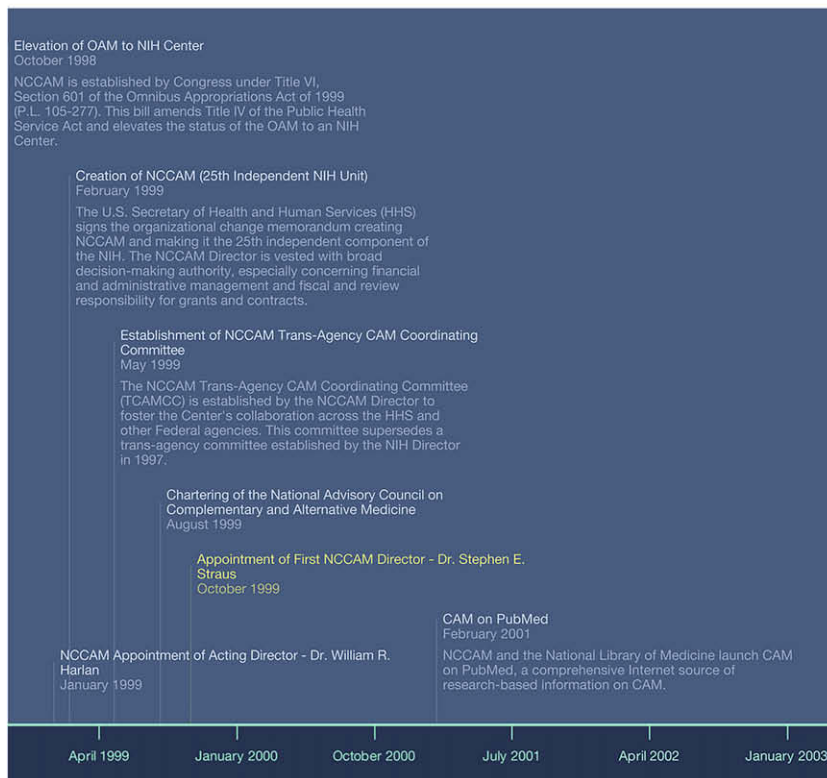 Elevation of OAM to NIH Center
October 1998
NCCAM is established by Congress under Title VI,
Section 601 of the Omnibus Appropriations Act of 1999
(P.L. 105-277). This bill amends Title IV of the Public Health
Service Act and elevates the status of the OAM to an NIH
Center.
Creation of NCCAM (25th Independent NIH Unit)
February 1999
The U.S. Secretary of Health and Human Services (HHS)
signs the organizational change memorandum creating
NCCAM and making it the 25th independent component of
the NIH. The NCCAM Director is vested with broad
decision-making authority, especially concerning financial
and administrative management and fiscal and review
responsibility for grants and contracts.
Establishment of NCCAM Trans-Agency CAM Coordinating
Committee
May 1999
The NCCAM Trans-Agency CAM Coordinating Committee
(TCAMCC) is established by the NCCAM Director to
foster the Center's collaboration across the HHS and
other Federal agencies. This committee supersedes a
trans-agency committee established by the NIH Director
in 1997.
Chartering of the National Advisory Council on
Complementary and Alternative Medicine
August 1999
Appointment of First NCCAM Director - Dr. Stephen E.
Straus
October 1999
CAM on PubMed
February 2001
NCCAM and the National Library of Medicine launch CAM
on PubMed, a comprehensive Internet source of
research-based information on CAM.
NCCAM Appointment of Acting Director - Dr. William R.
Harlan
January 1999
April 1999
January 2000
October 2000
July 2001
April 2002
January 2003